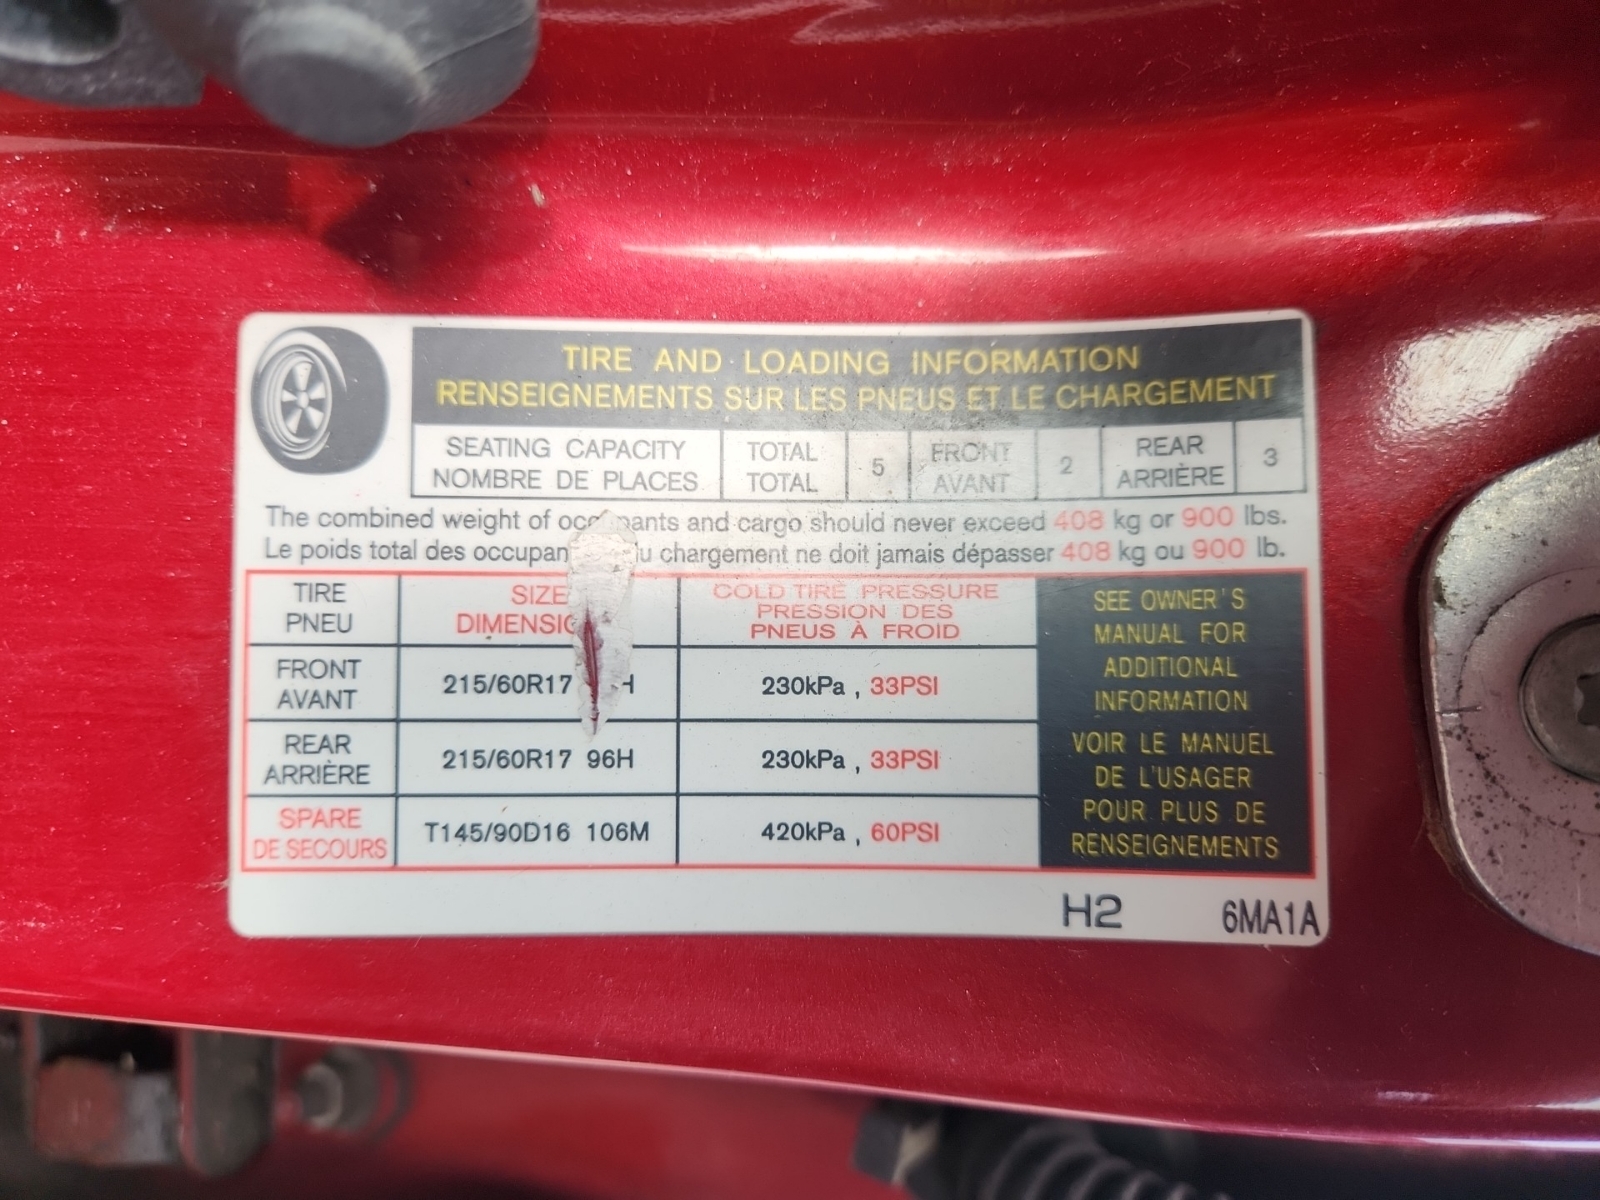 TIRE AND LOADING INFORMATION
RENSEIGNEMENTS SUR LES PNEUS ET LE CHARGEMENT
SEATING CAPACITY
NOMBRE DE PLACES
TOTAL
TOTAL
5
FRONT
AVANT
2
REAR
ARRIÈRE
3
The combined weight of occupants and cargo should never exceed 408 kg or 900 lbs.
Le poids total des occupan u chargement ne doit jamais dépasser 408 kg ou 900 lb.
TIRE
PNEU
SIZE
DIMENSIO
COLD TIRE PRESSURE
PRESSION DES
PNEUS À FROID
FRONT
AVANT
215/60R17 H
230kPa , 33PSI
REAR
ARRIÈRE
215/60R17 96H
230kPa , 33PSI
SPARE
DE SECOURS
T145/90D16 106M
420kPa , 60PSI
SEE OWNER'S
MANUAL FOR
ADDITIONAL
INFORMATION
VOIR LE MANUEL
DE L'USAGER
POUR PLUS DE
RENSEIGNEMENTS
H2
6MA1A